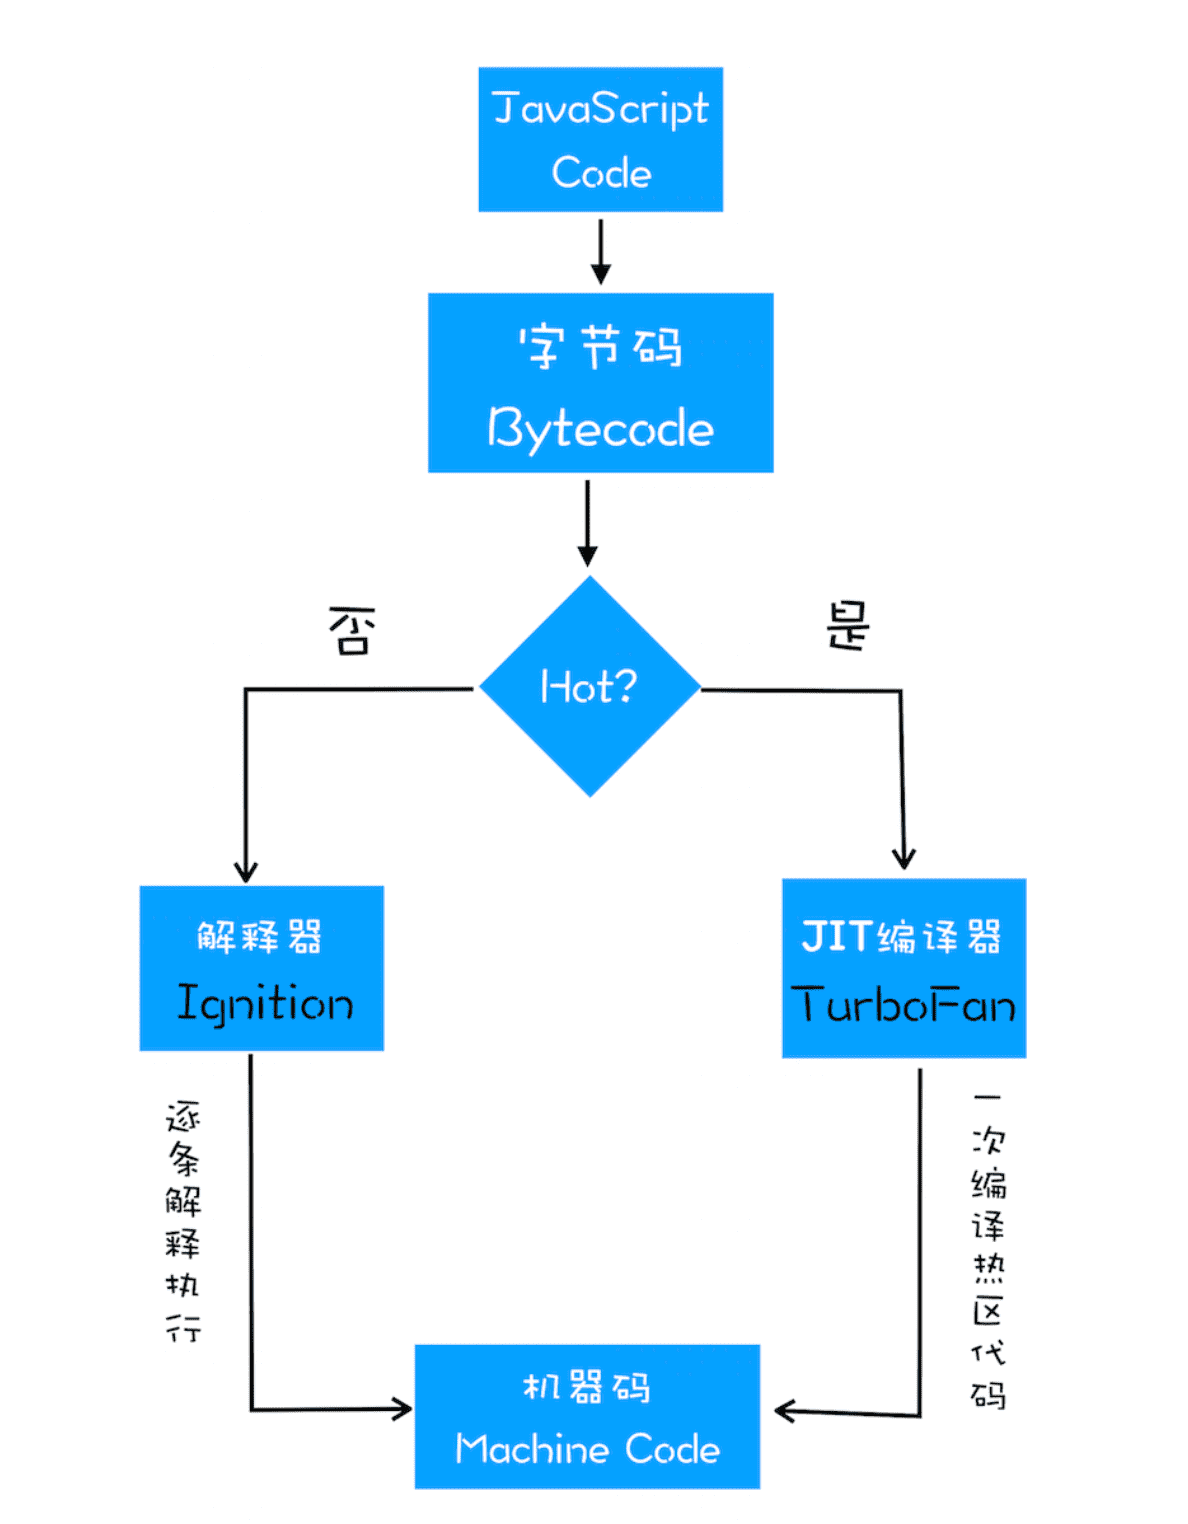 JavaScript
Code
字节码
Bytecode
否
是
Hot?
解释器
Ignition
JIT编译器
TurboFan
逐条解释执行
一次编译热区代码
机器码
Machine Code